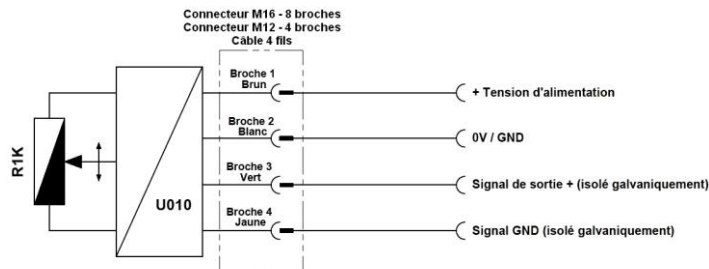 Connecteur M16 - 8 broches
Connecteur M12 - 4 broches
Câble 4 fils
Broche 1
Brun
+ Tension d'alimentation
Broche 2
Blanc
0V / GND
R1K
Broche 3
Vert
Signal de sortie + (isolé galvaniquement)
U010
Broche 4
Jaune
Signal GND (isolé galvaniquement)